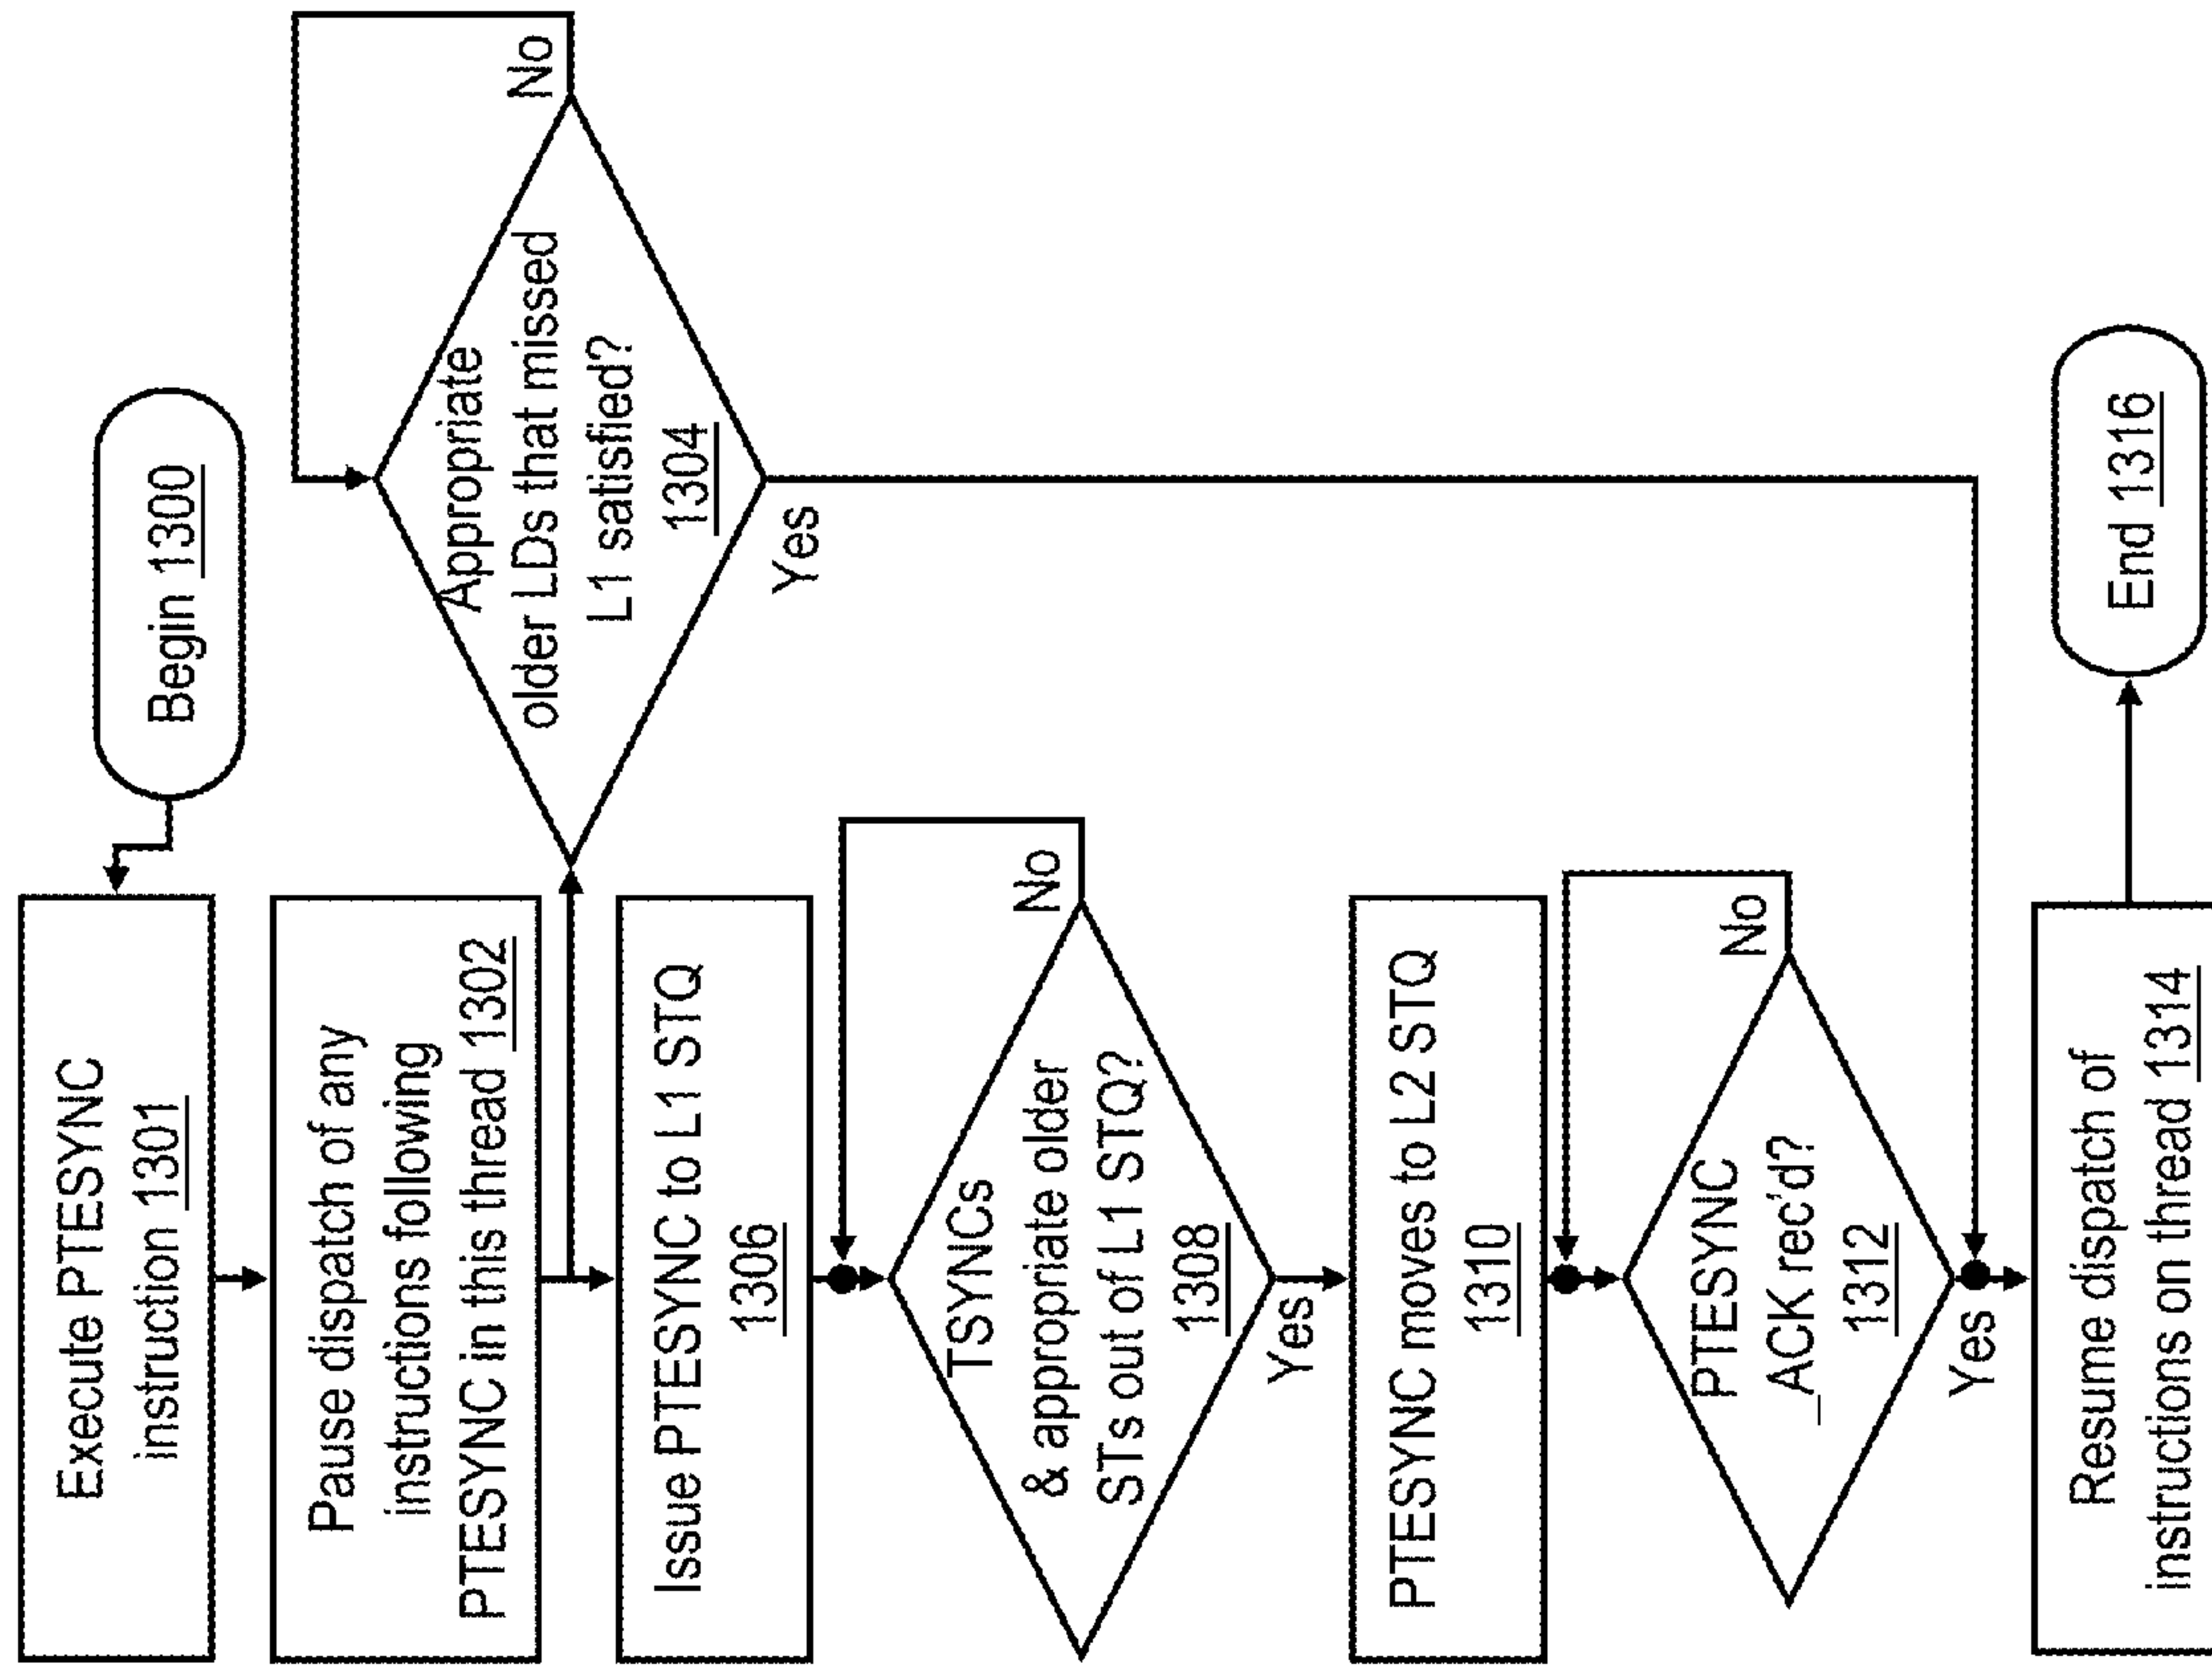 Begin 1300
Execute PTESYNC
instruction 1301
Pause dispatch of any
instructions following
PTESYNC in this thread 1302
Appropriate
older LDs that missed
L1 satisfied?
1304
No
Yes
Issue PTESYNC to L1 STQ
1306
TSYNCs
& appropriate older
STs out of L1 STQ?
1308
No
Yes
PTESYNC moves to L2 STQ
1310
PTESYNC
_ACK rec'd?
1312
No
Yes
Resume dispatch of
instructions on thread 1314
End 1316